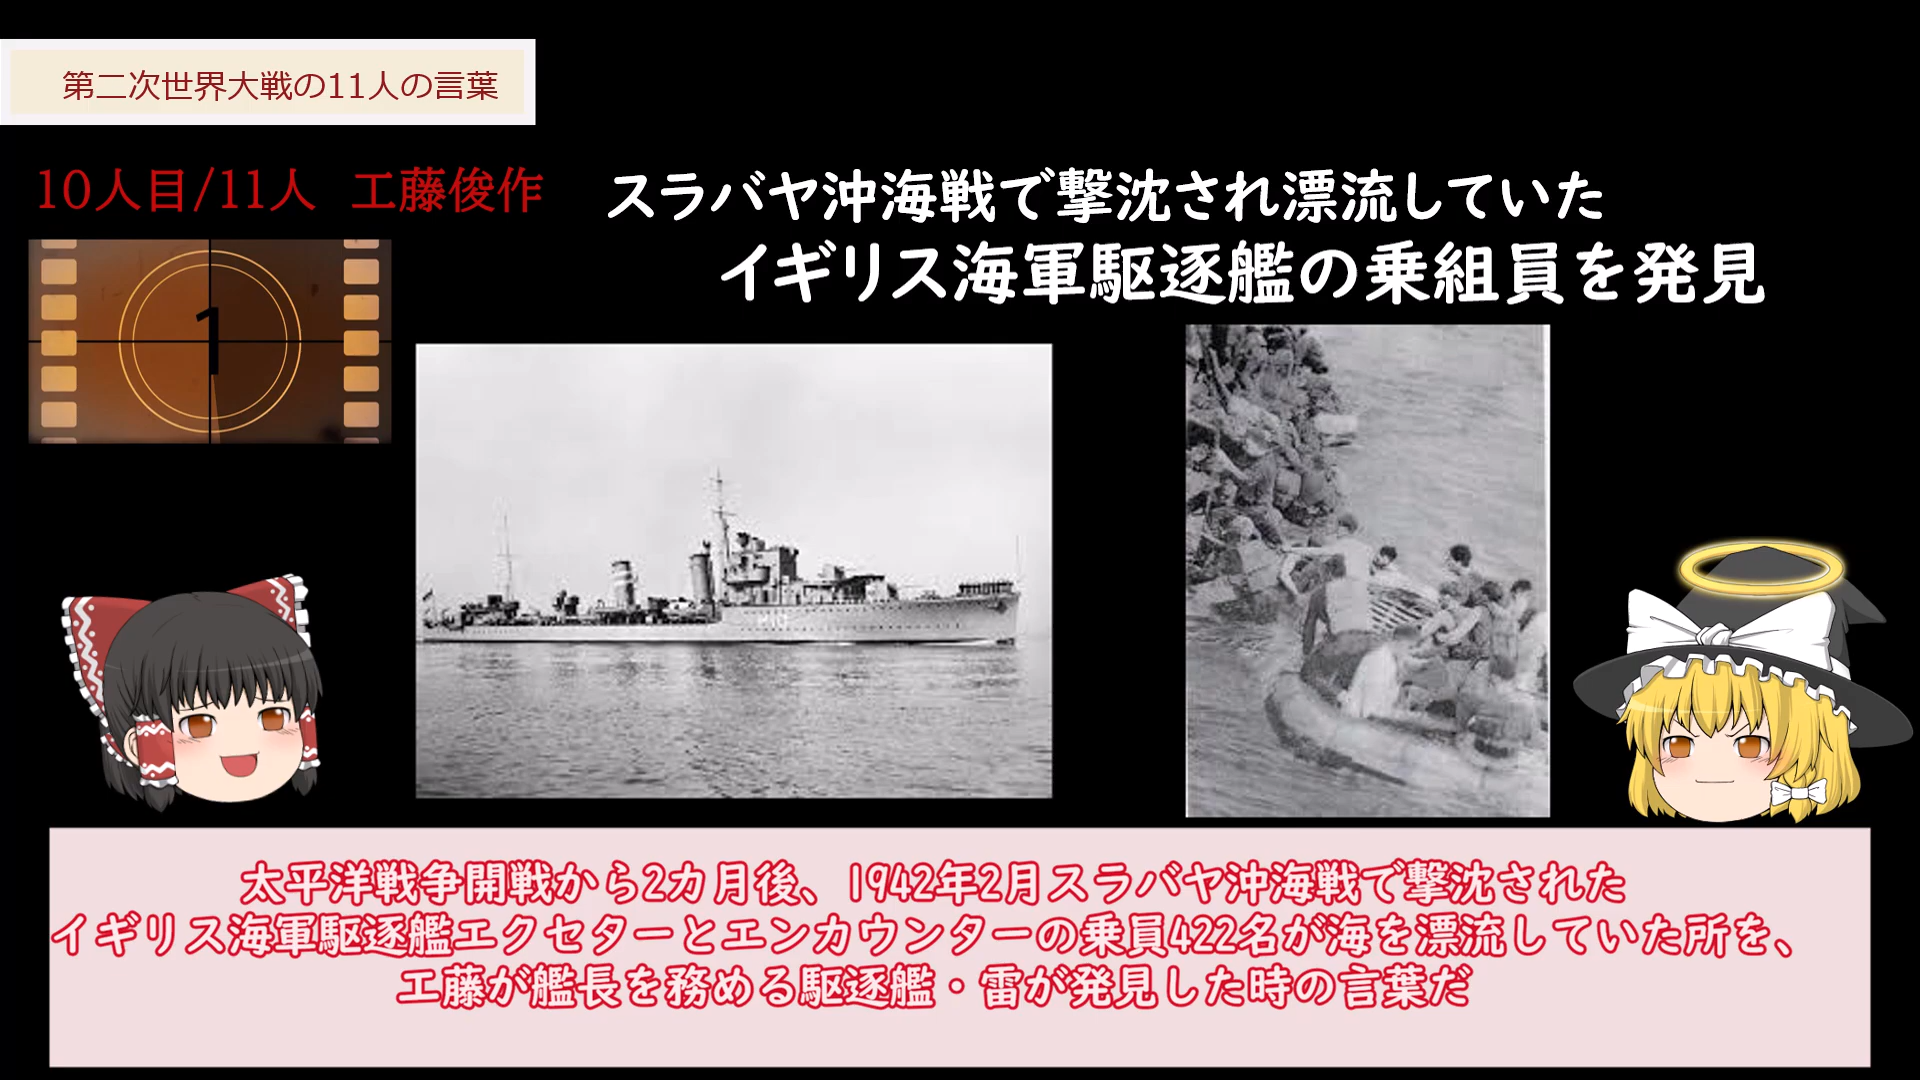 第二次世界大戦の11人の言葉
10人目/11人 工藤俊作
スラバヤ沖海戦で撃沈され漂流していた
イギリス海軍駆逐艦の乗組員を発見
1
H10
太平洋戦争開戦から2カ月後、1942年2月スラバヤ沖海戦で撃沈された
イギリス海軍駆逐艦エクセターとエンカウンターの乗員422名が海を漂流していた所を、
工藤が艦長を務める駆逐艦・雷が発見した時の言葉だ